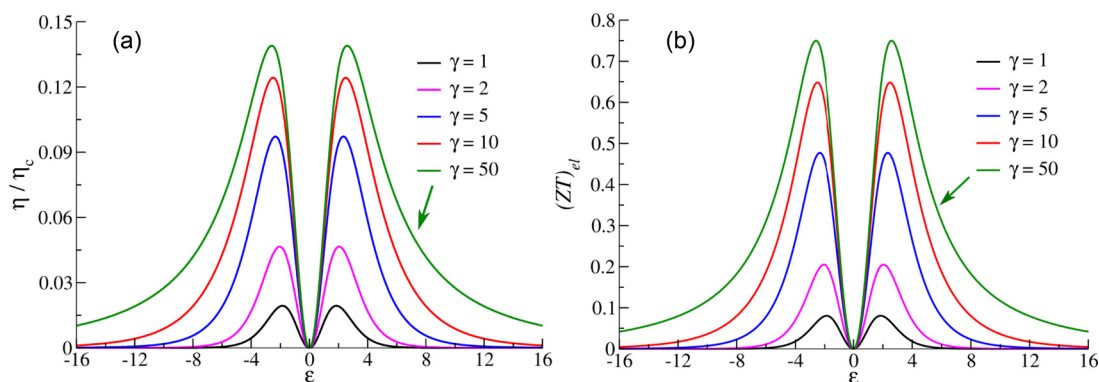 (a)
η / ηc
0.15
0.12
0.09
0.06
0.03
0
-16
-12
-8
-4
0
4
8
12
16
ε
γ = 1
γ = 2
γ = 5
γ = 10
γ = 50
(b)
(ZT)el
0.8
0.7
0.6
0.5
0.4
0.3
0.2
0.1
0
-16
-12
-8
-4
0
4
8
12
16
ε
γ = 1
γ = 2
γ = 5
γ = 10
γ = 50